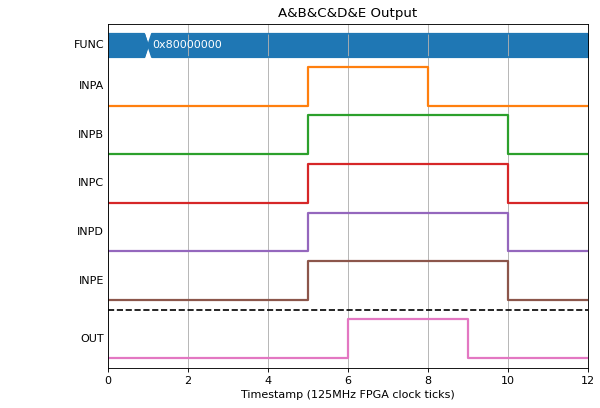 A&B&C&D&E Output
FUNC 0x80000000
INPA
INPB
INPC
INPD
INPE
OUT
0 2 4 6 8 10 12
Timestamp (125MHz FPGA clock ticks)